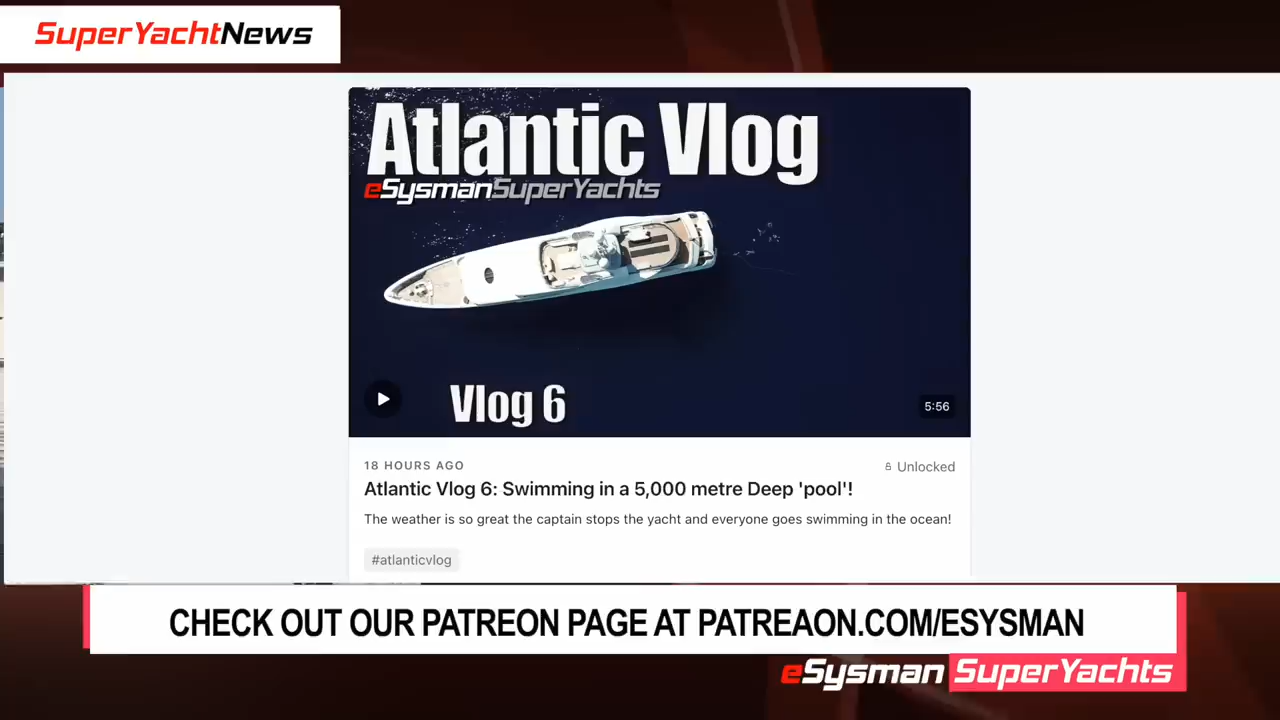 SuperYachtNews
Atlantic Vlog
eSysmanSuperYachts
Vlog 6
5:56
18 HOURS AGO
Unlocked
Atlantic Vlog 6: Swimming in a 5,000 metre Deep 'pool'!
The weather is so great the captain stops the yacht and everyone goes swimming in the ocean!
#atlanticvlog
CHECK OUT OUR PATREON PAGE AT PATREAON.COM/ESYSMAN
eSysman SuperYachts